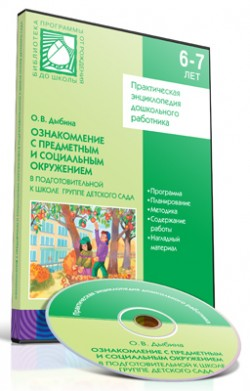 БИБЛИОТЕКА ПРОГРАММЫ
ОТ РОЖДЕНИЯ
ДО ШКОЛЫ
6-7
ЛЕТ
Практическая
энциклопедия
дошкольного
работника
О. В. Дыбина
ОЗНАКОМЛЕНИЕ
С ПРЕДМЕТНЫМ
И СОЦИАЛЬНЫМ
ОКРУЖЕНИЕМ
В ПОДГОТОВИТЕЛЬНОЙ
К ШКОЛЕ ГРУППЕ ДЕТСКОГО САДА
•Программа
•Планирование
•Методика
•Содержание
работы
•Наглядный
материал
Практическая энциклопедия дошкольного работника
О. В. Дыбина
ОЗНАКОМЛЕНИЕ С ПРЕДМЕТНЫМ
И СОЦИАЛЬНЫМ ОКРУЖЕНИЕМ
В ПОДГОТОВИТЕЛЬНОЙ К ШКОЛЕ
ГРУППЕ ДЕТСКОГО САДА